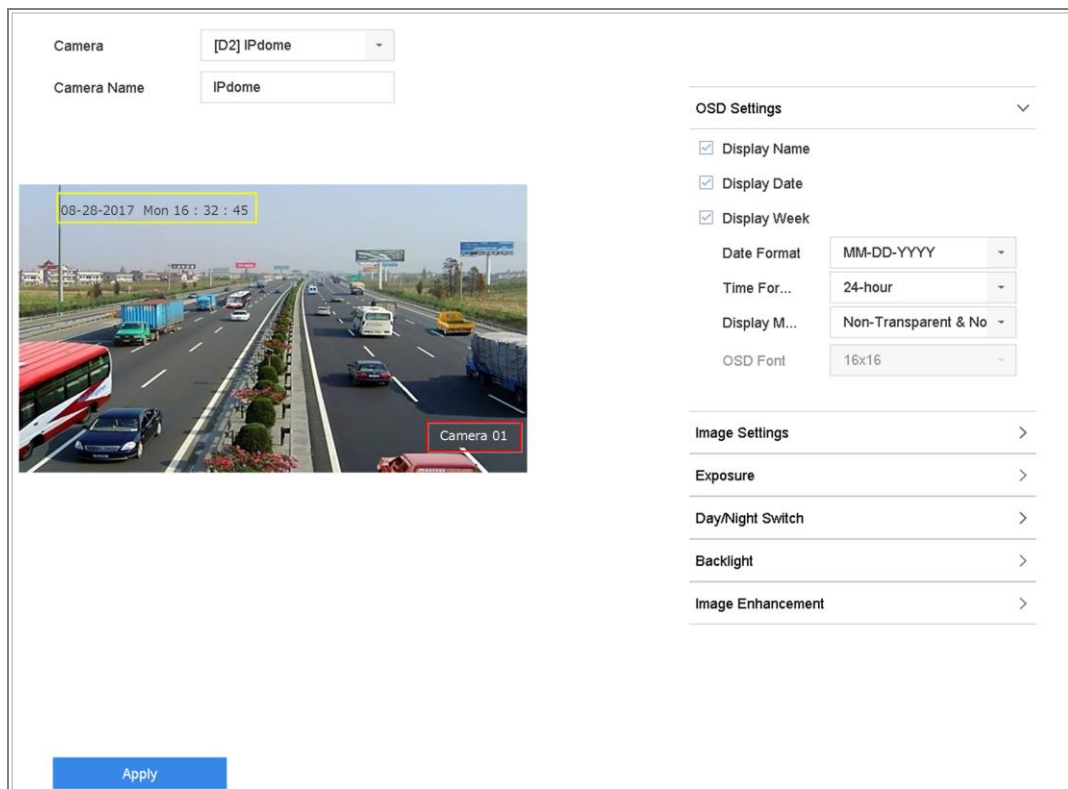 Camera
[D2] IPdome
Camera Name
IPdome
08-28-2017 Mon 16 : 32 : 45
Camera 01
Apply
OSD Settings
Display Name
Display Date
Display Week
Date Format
MM-DD-YYYY
Time For...
24-hour
Display M...
Non-Transparent & No
OSD Font
16x16
Image Settings
Exposure
Day/Night Switch
Backlight
Image Enhancement